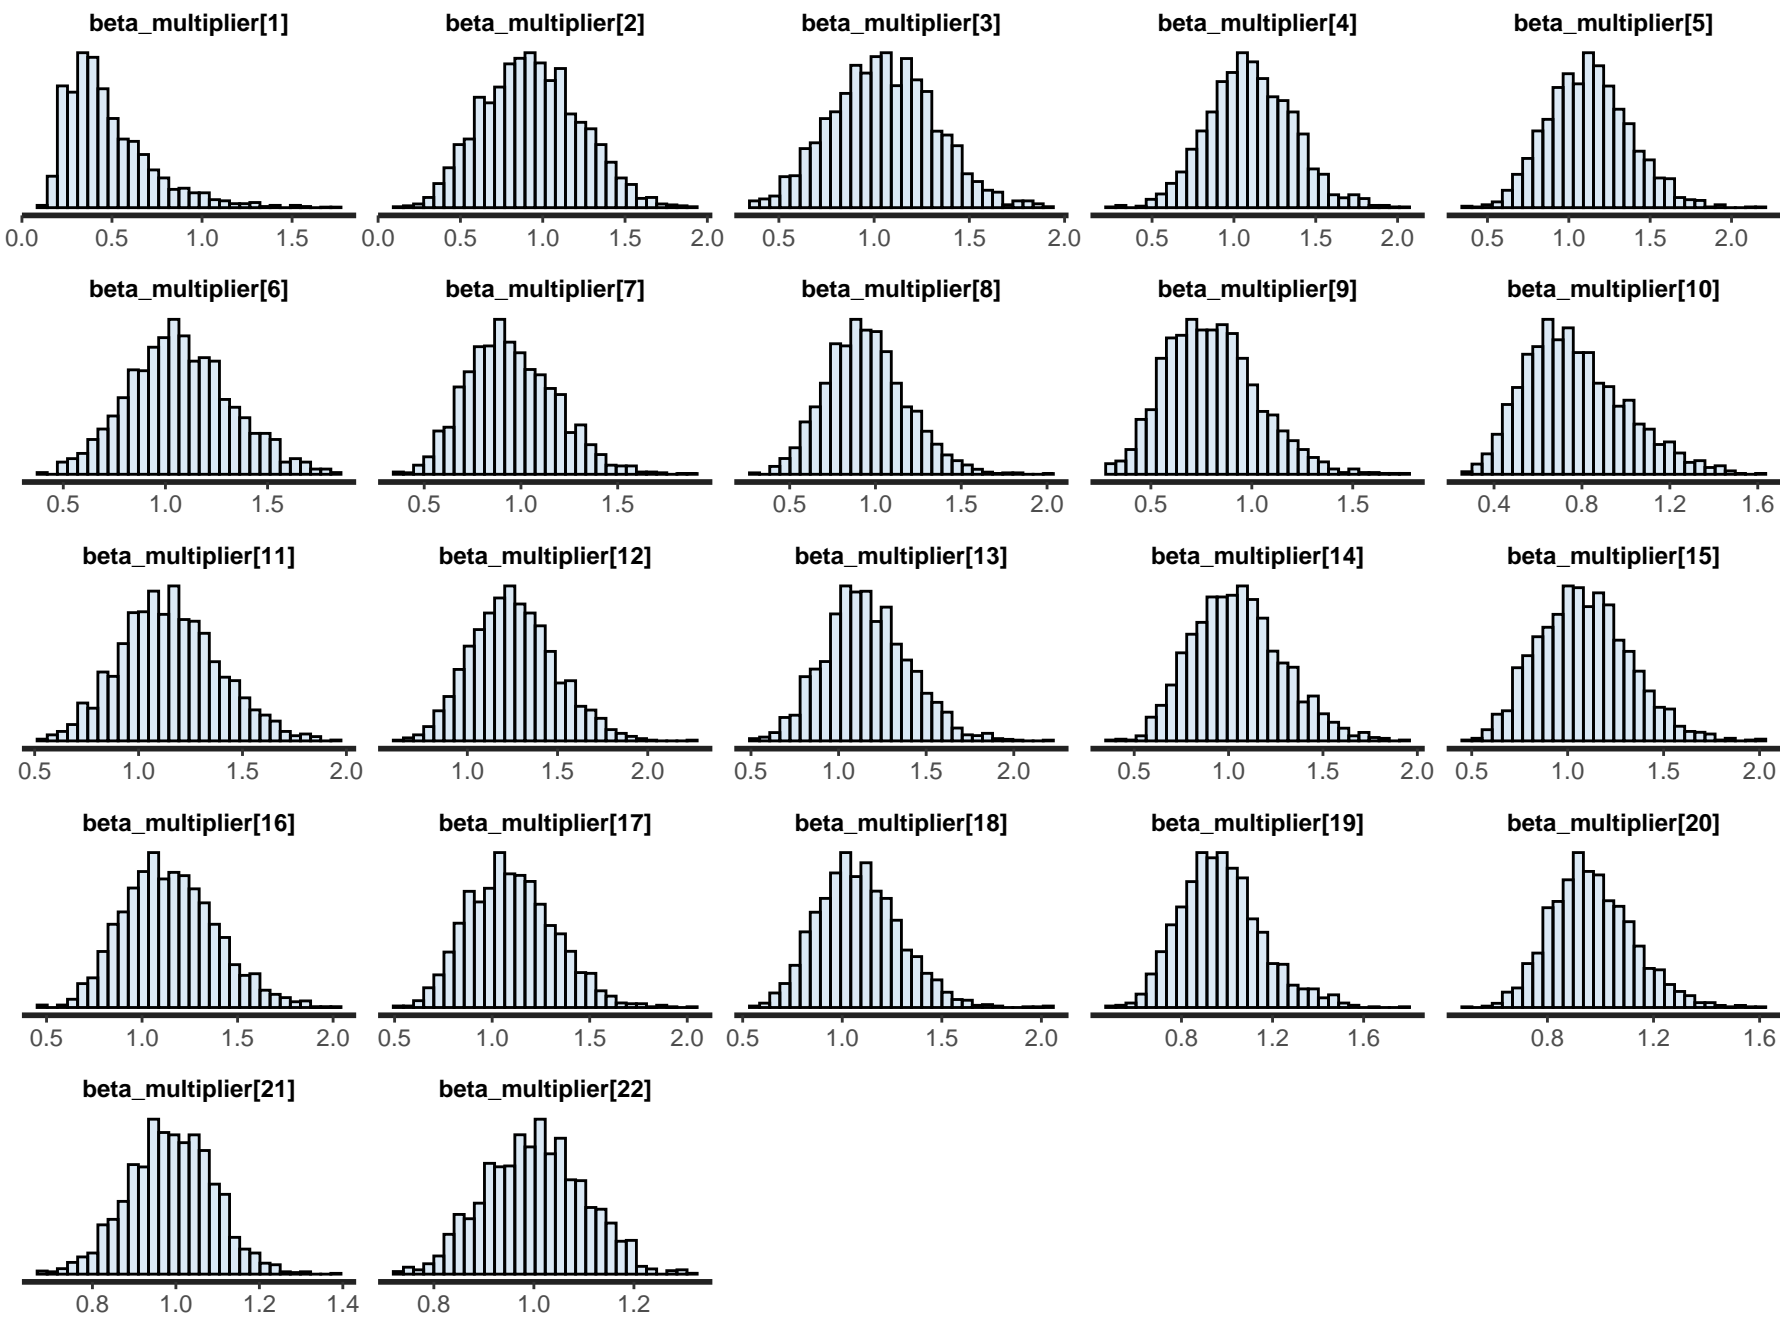 beta_multiplier[1] beta_multiplier[2] beta_multiplier[3] beta_multiplier[4] beta_multiplier[5]
0.0 0.5 1.0 1.5 0.0 0.5 1.0 1.5 2.0 0.5 1.0 1.5 2.0 0.5 1.0 1.5 2.0 0.5 1.0 1.5 2.0
beta_multiplier[6] beta_multiplier[7] beta_multiplier[8] beta_multiplier[9] beta_multiplier[10]
0.5 1.0 1.5 0.5 1.0 1.5 0.5 1.0 1.5 2.0 0.5 1.0 1.5 0.4 0.8 1.2 1.6
beta_multiplier[11] beta_multiplier[12] beta_multiplier[13] beta_multiplier[14] beta_multiplier[15]
0.5 1.0 1.5 2.0 1.0 1.5 2.0 0.5 1.0 1.5 2.0 0.5 1.0 1.5 2.0 0.5 1.0 1.5 2.0
beta_multiplier[16] beta_multiplier[17] beta_multiplier[18] beta_multiplier[19] beta_multiplier[20]
0.5 1.0 1.5 2.0 0.5 1.0 1.5 2.0 0.5 1.0 1.5 2.0 0.8 1.2 1.6 0.8 1.2 1.6
beta_multiplier[21] beta_multiplier[22]
0.8 1.0 1.2 1.4 0.8 1.0 1.2